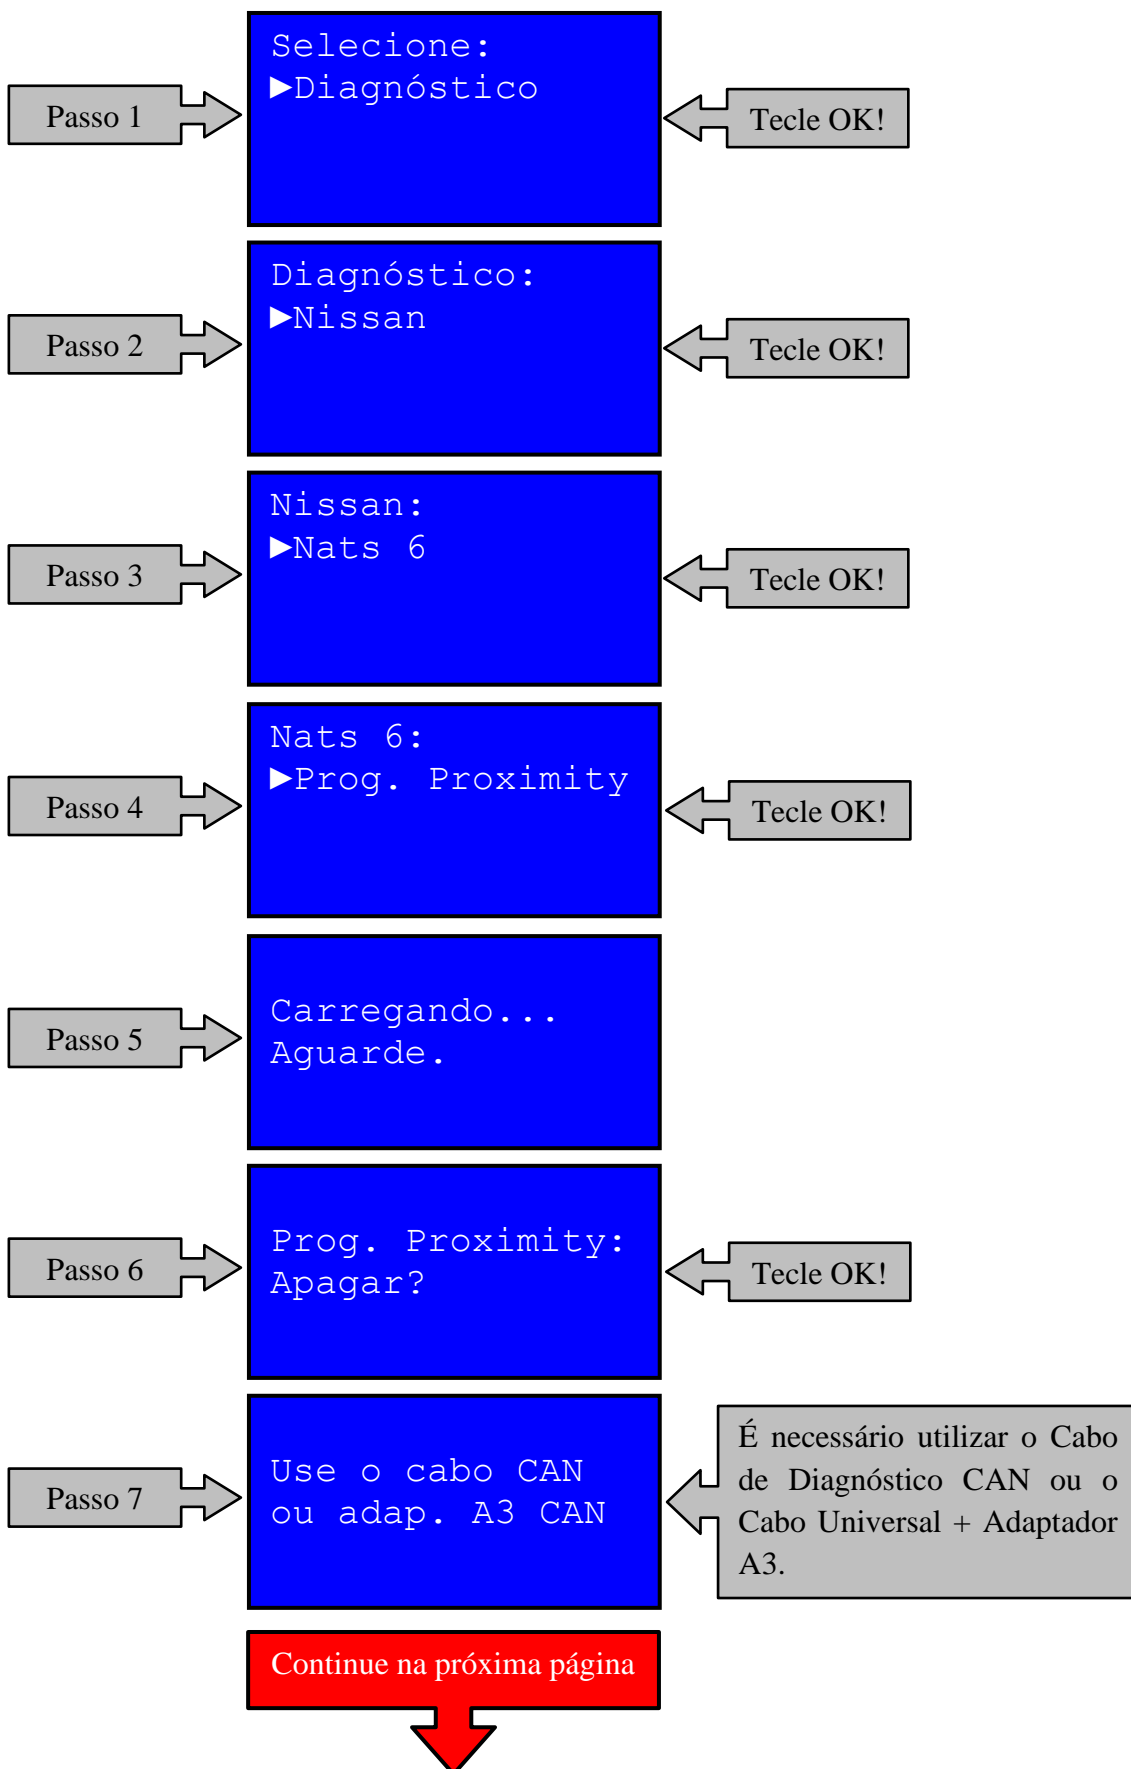 Selecione:
►Diagnóstico
Passo 1
Tecle OK!
Diagnóstico:
►Nissan
Passo 2
Tecle OK!
Nissan:
►Nats 6
Passo 3
Tecle OK!
Nats 6:
►Prog. Proximity
Passo 4
Tecle OK!
Carregando...
Aguarde.
Passo 5
Prog. Proximity:
Apagar?
Passo 6
Tecle OK!
Use o cabo CAN
ou adap. A3 CAN
Passo 7
É necessário utilizar o Cabo
de Diagnóstico CAN ou o
Cabo Universal + Adaptador
A3.
Continue na próxima página